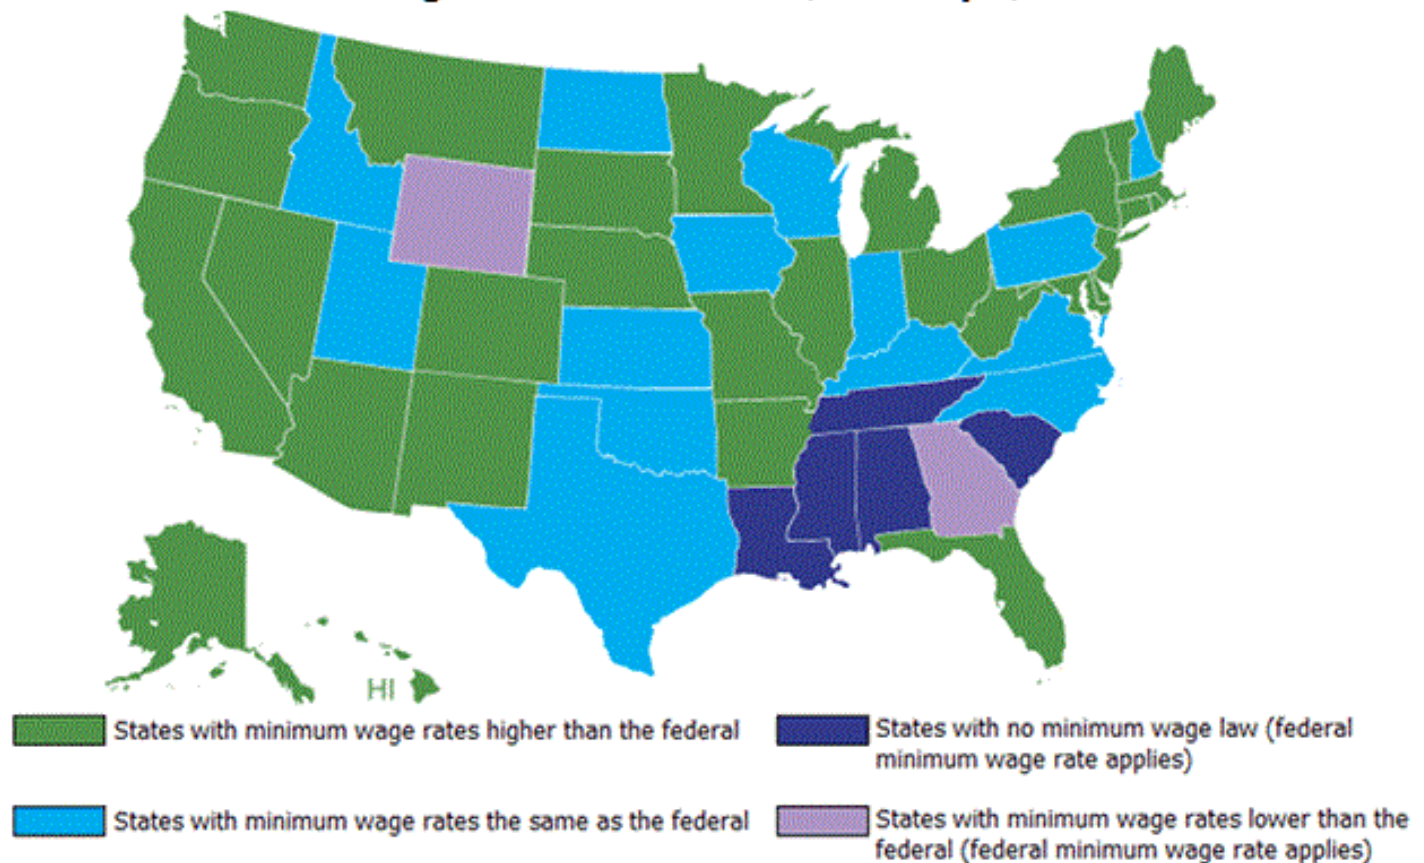 HI
States with minimum wage rates higher than the federal
States with no minimum wage law (federal
minimum wage rate applies)
States with minimum wage rates the same as the federal
States with minimum wage rates lower than the
federal (federal minimum wage rate applies)